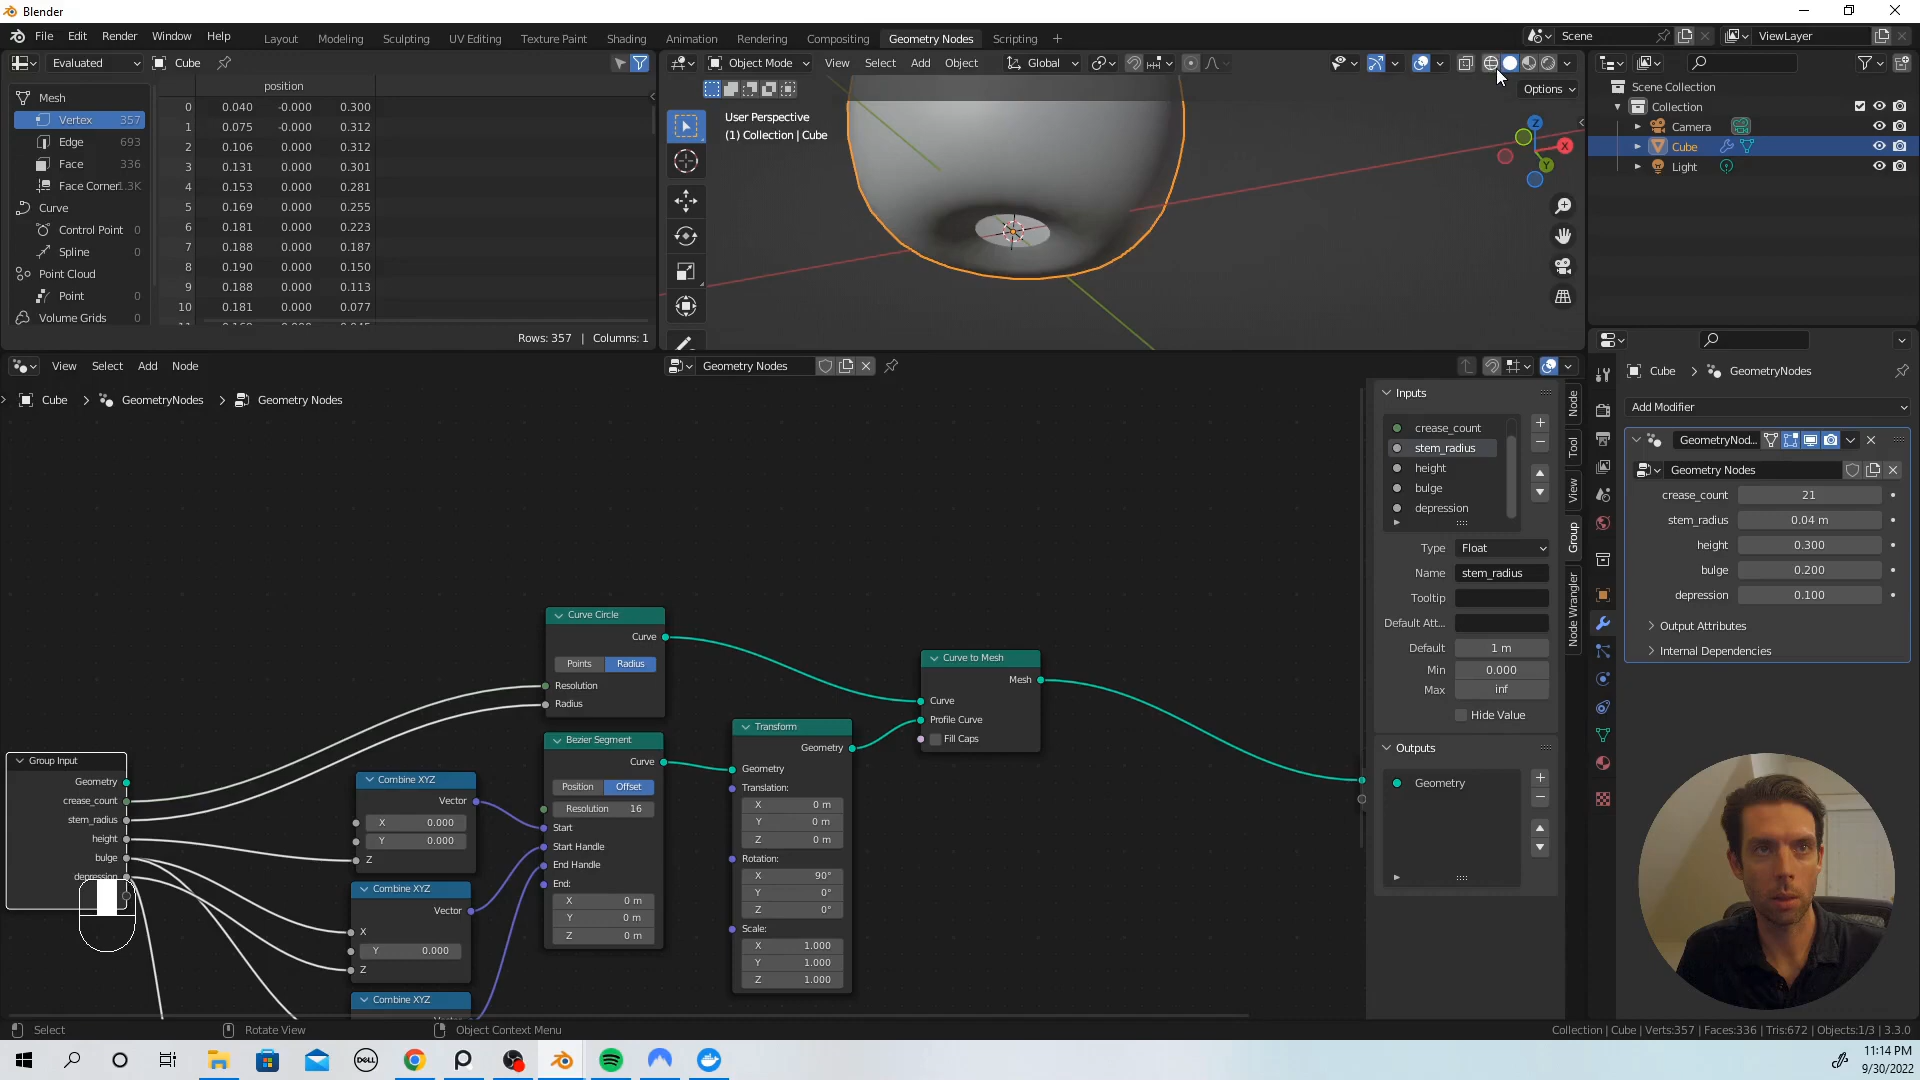 Blender
File Edit Render Window Help
Layout Modeling Sculpting UV Editing Texture Paint Shading Animation Rendering Compositing Geometry Nodes Scripting +
Scene ViewLayer
Evaluated Cube
Object Mode View Select Add Object Global
Options
User Perspective
(1) Collection | Cube
Mesh
Vertex 357
Edge 693
Face 336
Face Corner 1.3K
Curve
Control Point 0
Spline 0
Point Cloud
Point 0
Volume Grids 0
position
0 0.040 -0.000 0.300
1 0.075 -0.000 0.312
2 0.106 -0.000 0.312
3 0.131 0.000 0.301
4 0.153 0.000 0.281
5 0.169 0.000 0.255
6 0.181 0.000 0.223
7 0.188 0.000 0.187
8 0.190 0.000 0.150
9 0.188 0.000 0.113
10 0.181 0.000 0.077
Rows: 357 | Columns: 1
Z
X
Y
Scene Collection
Collection
Camera
Cube
Light
View Select Add Node
Geometry Nodes
Cube GeometryNodes Geometry Nodes
Group Input
Geometry
crease_count
stem_radius
height
bulge
depression
Combine XYZ
Vector
X 0.000
Y 0.000
Z
Combine XYZ
Vector
X
Y 0.000
Z
Combine XYZ
Curve Circle
Curve
Points Radius
Resolution
Radius
Bezier Segment
Curve
Position Offset
Resolution 16
Start
Start Handle
End Handle
End:
X 0 m
Y 0 m
Z 0 m
Transform
Geometry
Geometry
Translation:
X 0 m
Y 0 m
Z 0 m
Rotation:
X 90°
Y 0°
Z 0°
Scale:
X 1.000
Y 1.000
Z 1.000
Curve to Mesh
Mesh
Curve
Profile Curve
Fill Caps
Inputs
crease_count
stem_radius
height
bulge
depression
Type Float
Name stem_radius
Tooltip
Default Att...
Default 1 m
Min 0.000
Max inf
Hide Value
Outputs
Geometry
Node
Tool
View
Group
Node Wrangler
Cube GeometryNodes
Add Modifier
GeometryNod...
Geometry Nodes
crease_count 21
stem_radius 0.04 m
height 0.300
bulge 0.200
depression 0.100
Output Attributes
Internal Dependencies
Select Rotate View Object Context Menu
Collection | Cube | Verts:357 | Faces:336 | Tris:672 | Objects:1/3 | 3.3.0
DELL
11:14 PM
9/30/2022